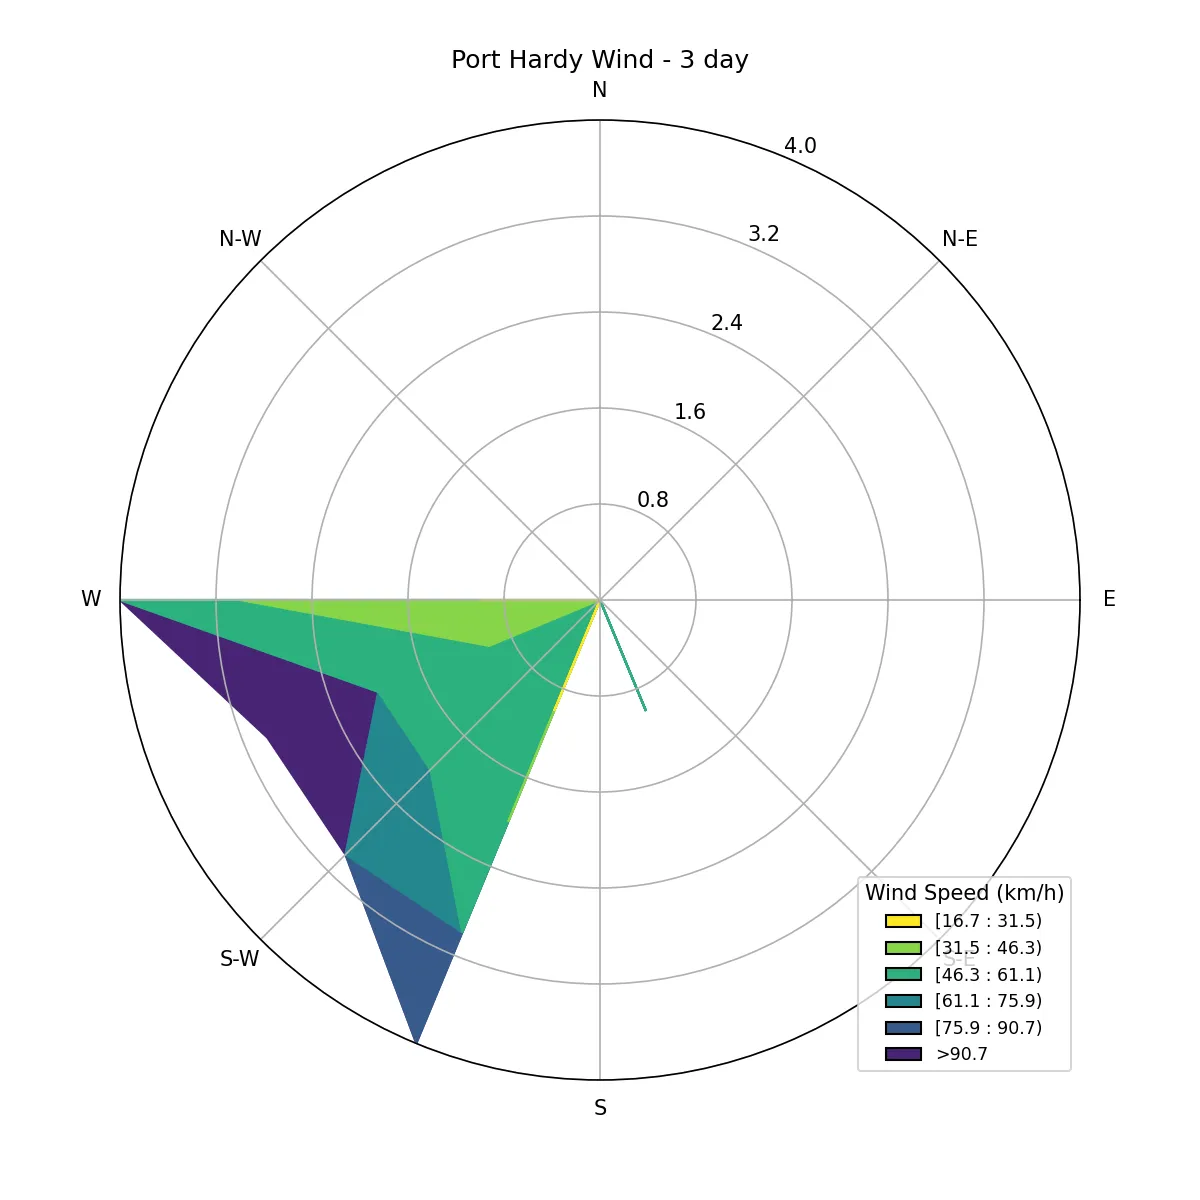 Port Hardy Wind - 3 day
N
4.0
N-W
3.2
N-E
2.4
1.6
0.8
W
E
Wind Speed (km/h)
[16.7 : 31.5)
[31.5 : 46.3)
S-W
S-E
[46.3 : 61.1)
[61.1 : 75.9)
[75.9 : 90.7)
>90.7
S